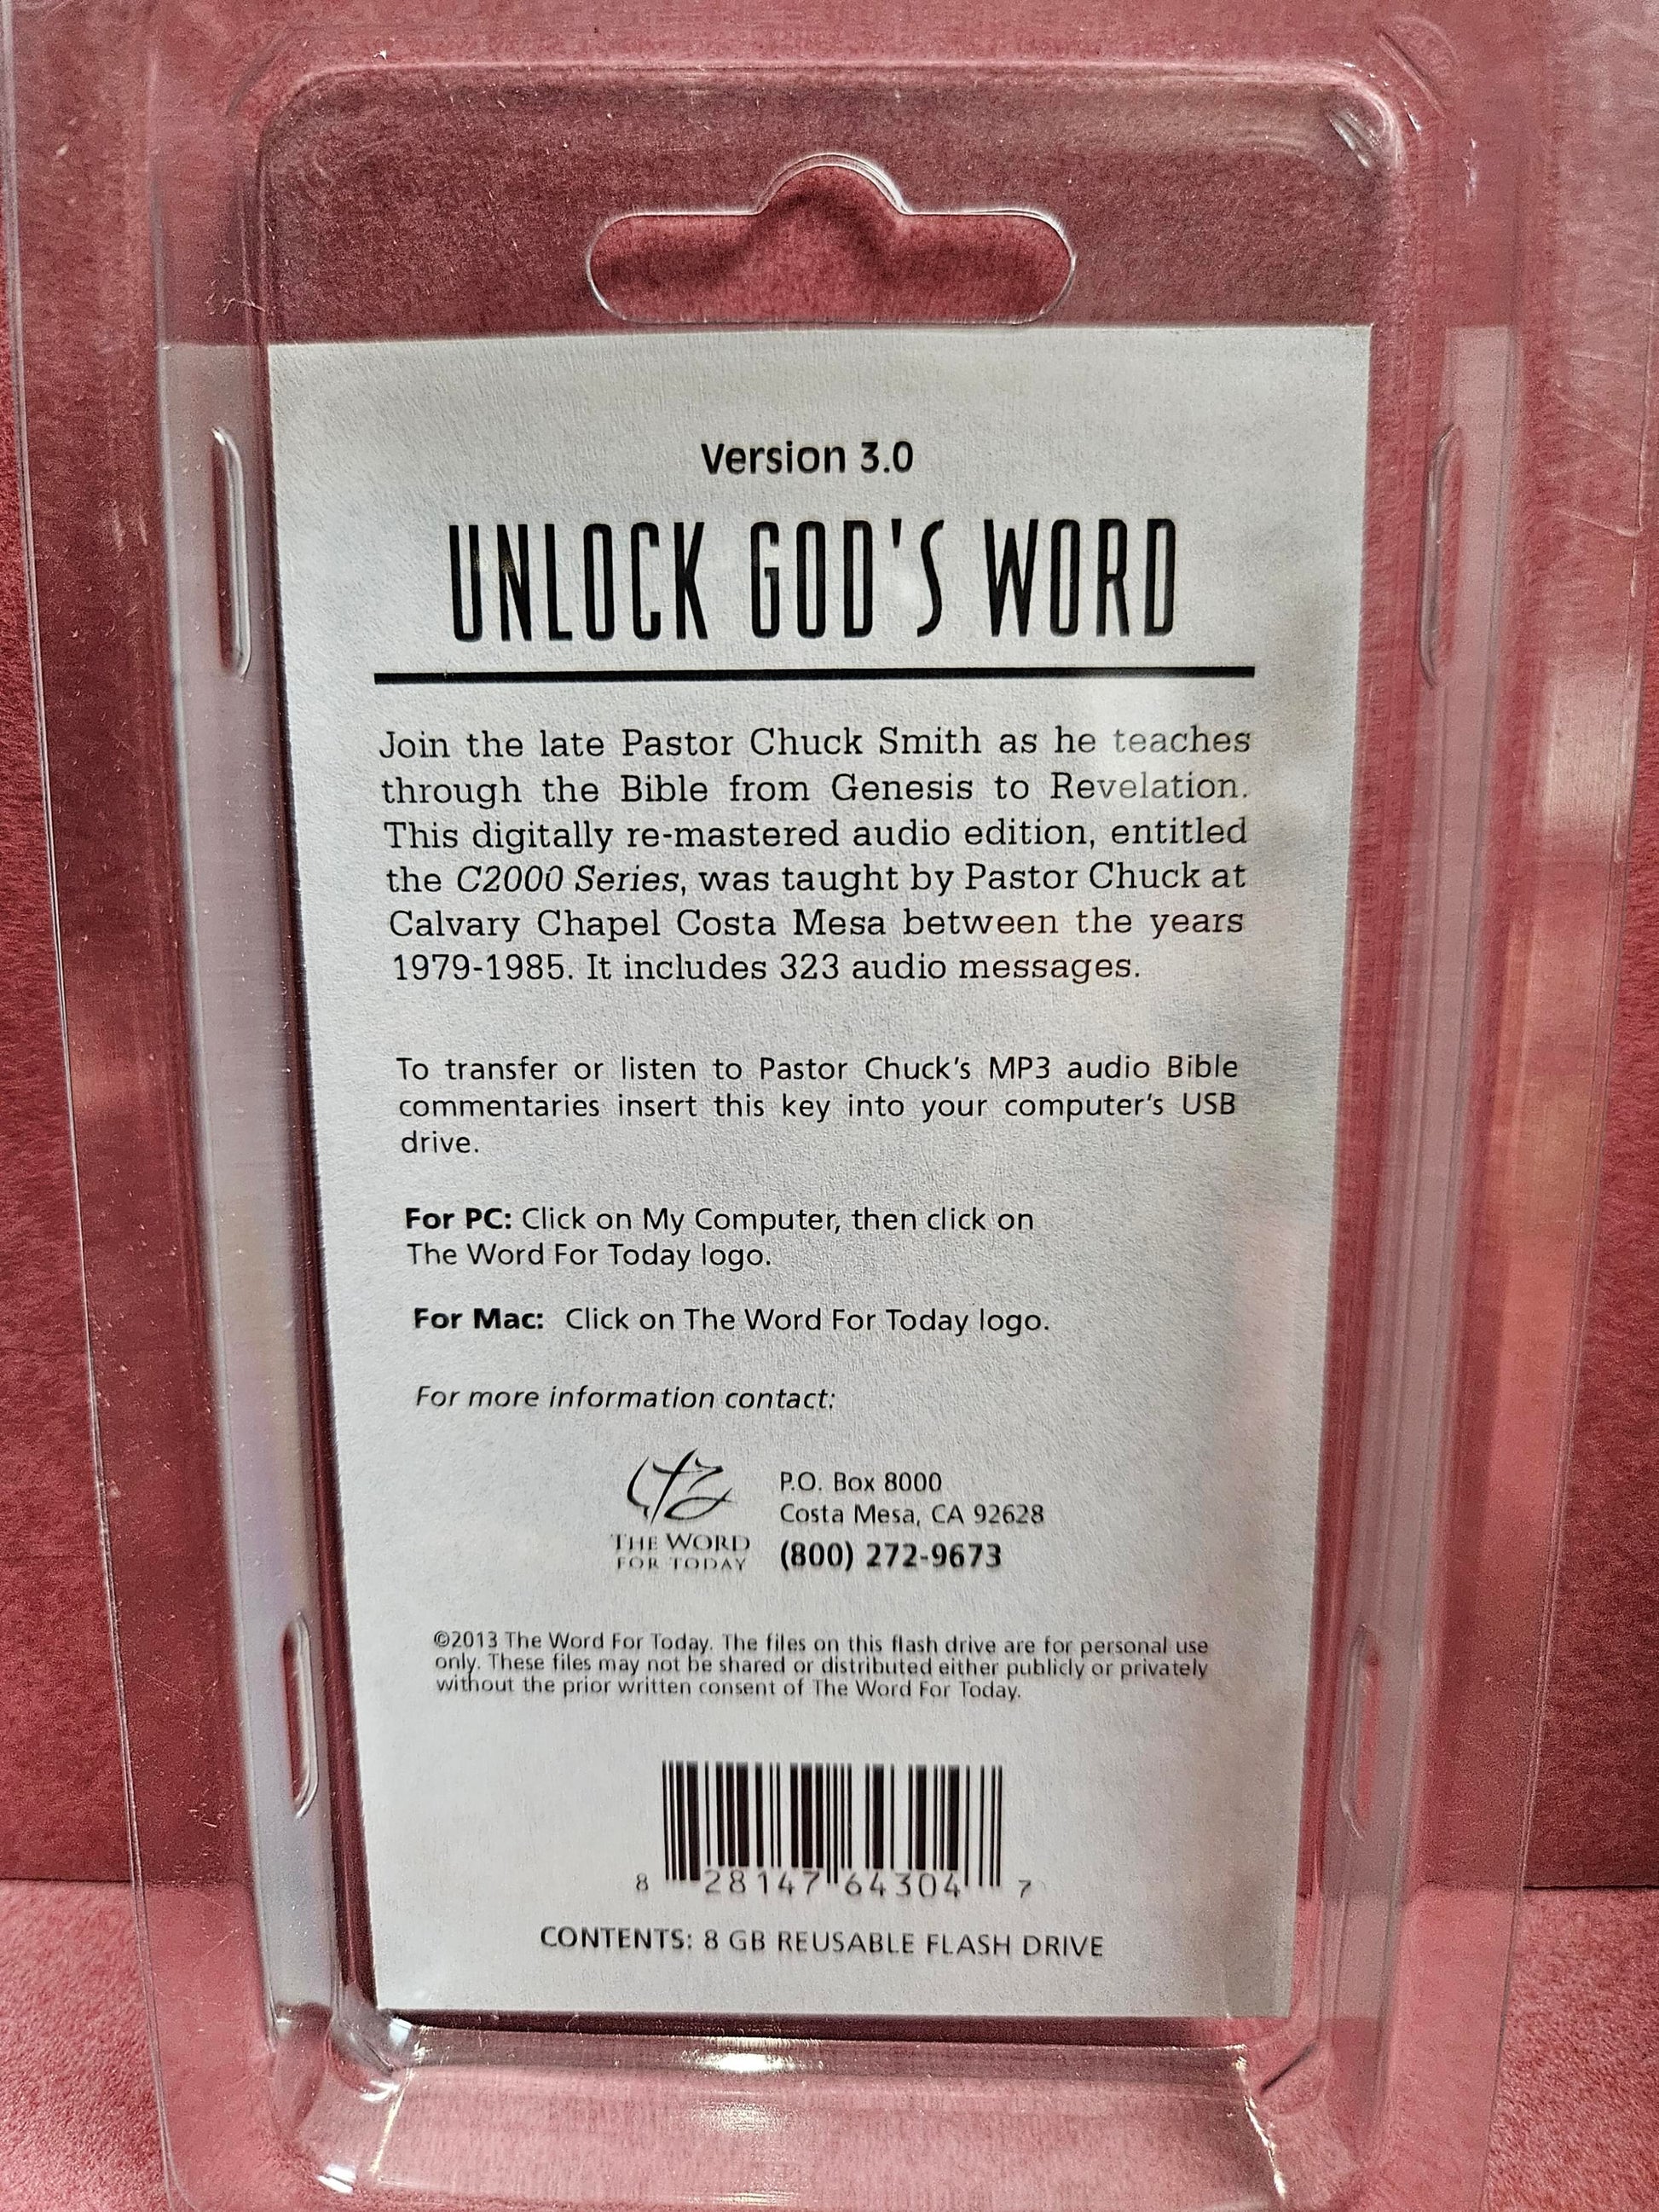 Version 3.0
UNLOCK GOD'S WORD
Join the late Pastor Chuck Smith as he teaches
through the Bible from Genesis to Revelation.
This digitally re-mastered audio edition, entitled
the C2000 Series, was taught by Pastor Chuck at
Calvary Chapel Costa Mesa between the years
1979-1985. It includes 323 audio messages.
To transfer or listen to Pastor Chuck's MP3 audio Bible
commentaries insert this key into your computer's USB
drive.
For PC: Click on My Computer, then click on
The Word For Today logo.
For Mac: Click on The Word For Today logo.
For more information contact:
THE WORD
FOR TODAY
P.O. Box 8000
Costa Mesa, CA 92628
(800) 272-9673
©2013 The Word For Today. The files on this flash drive are for personal use
only. These files may not be shared or distributed either publicly or privately
without the prior written consent of The Word For Today.
8 28147 64304 7
CONTENTS: 8 GB REUSABLE FLASH DRIVE